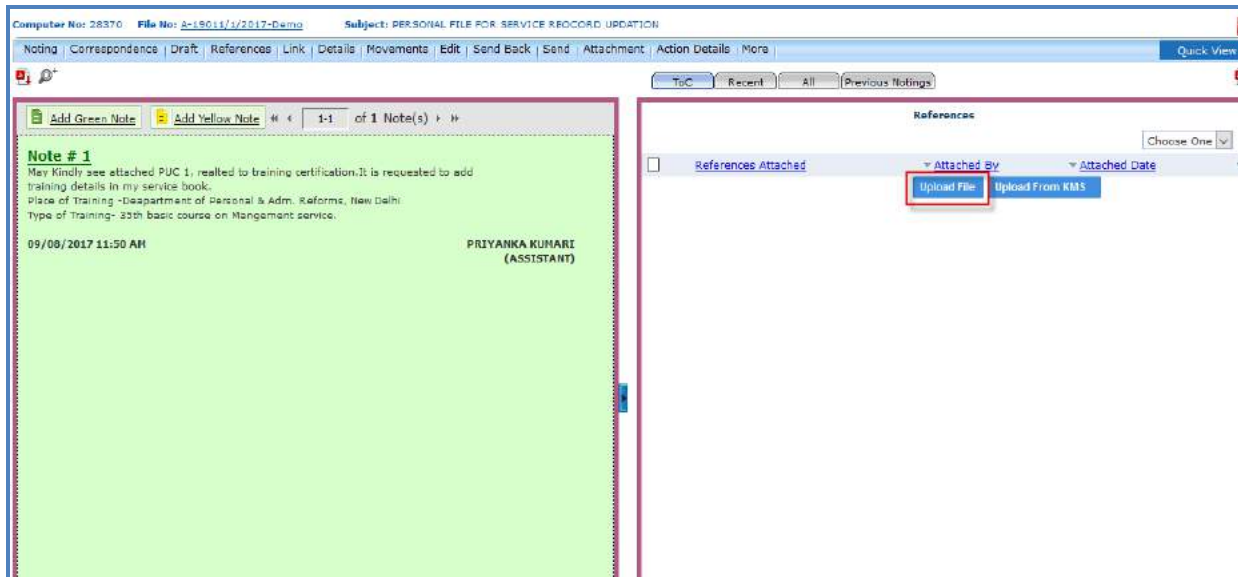 Computer No: 28370 File No: A-19011/1/2017-Demo Subject: PERSONAL FILE FOR SERVICE REOCORD UPDATION
Noting Correspondence Draft References Link Details Movements Edit Send Back Send Attachment Action Details More Quick View
ToC Recent All Previous Notings
Add Green Note Add Yellow Note 1-1 of 1 Note(s)
Note # 1
May Kindly see attached PUC 1, realted to training certification.It is requested to add
training details in my service book.
Place of Training -Deapartment of Personal & Adm. Reforms, New Delhi
Type of Training- 35th basic course on Mangement service.
09/08/2017 11:50 AM PRIYANKA KUMARI
(ASSISTANT)
References
Choose One
References Attached Attached By Attached Date
Upload File Upload From KMS